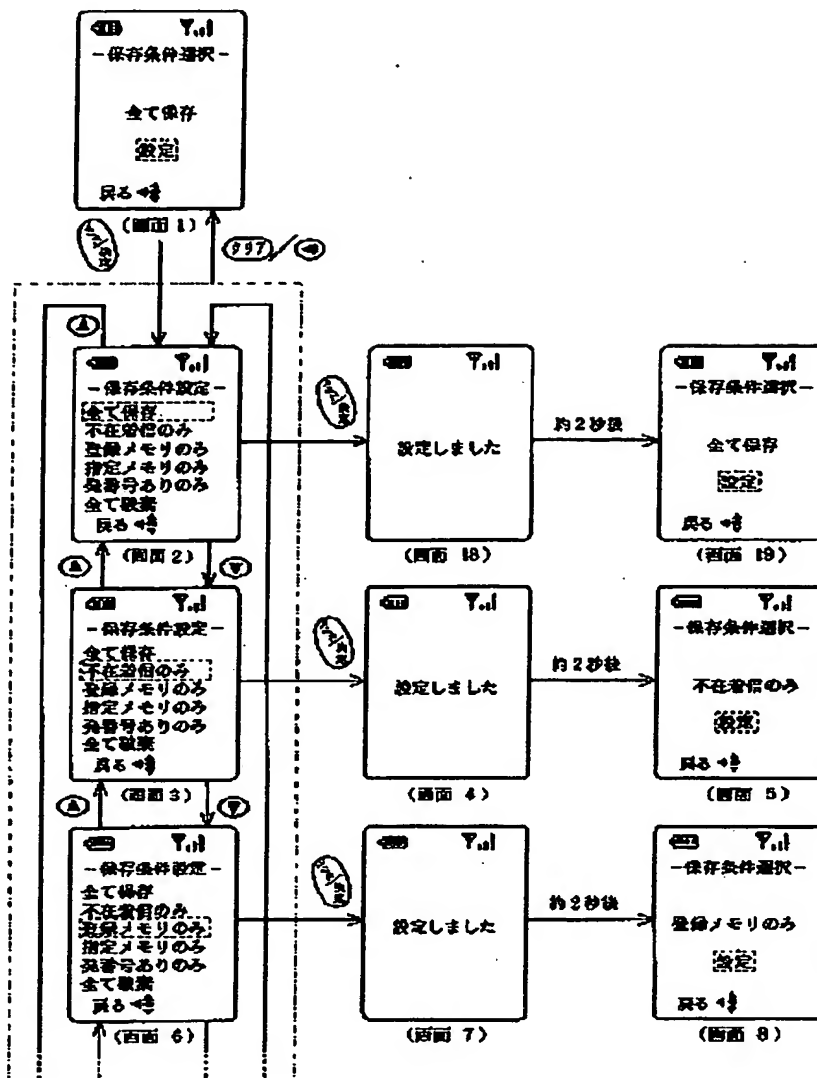 -保存条件選択-
全て保存
設定
戻る
(画面 1)
クリア/
-保存条件設定-
全て保存
不在着信のみ
登録メモリのみ
指定メモリのみ
発番号ありのみ
全て破棄
戻る
(画面 2)
設定しました
(画面 18)
約2秒後
-保存条件選択-
全て保存
設定
戻る
(画面 19)
-保存条件設定-
全て保存
不在着信のみ
登録メモリのみ
指定メモリのみ
発番号ありのみ
全て破棄
戻る
(画面 3)
設定しました
(画面 4)
約2秒後
-保存条件選択-
不在着信のみ
設定
戻る
(画面 5)
-保存条件設定-
全て保存
不在着信のみ
登録メモリのみ
指定メモリのみ
発番号ありのみ
全て破棄
戻る
(画面 6)
設定しました
(画面 7)
約2秒後
-保存条件選択-
登録メモリのみ
設定
戻る
(画面 8)